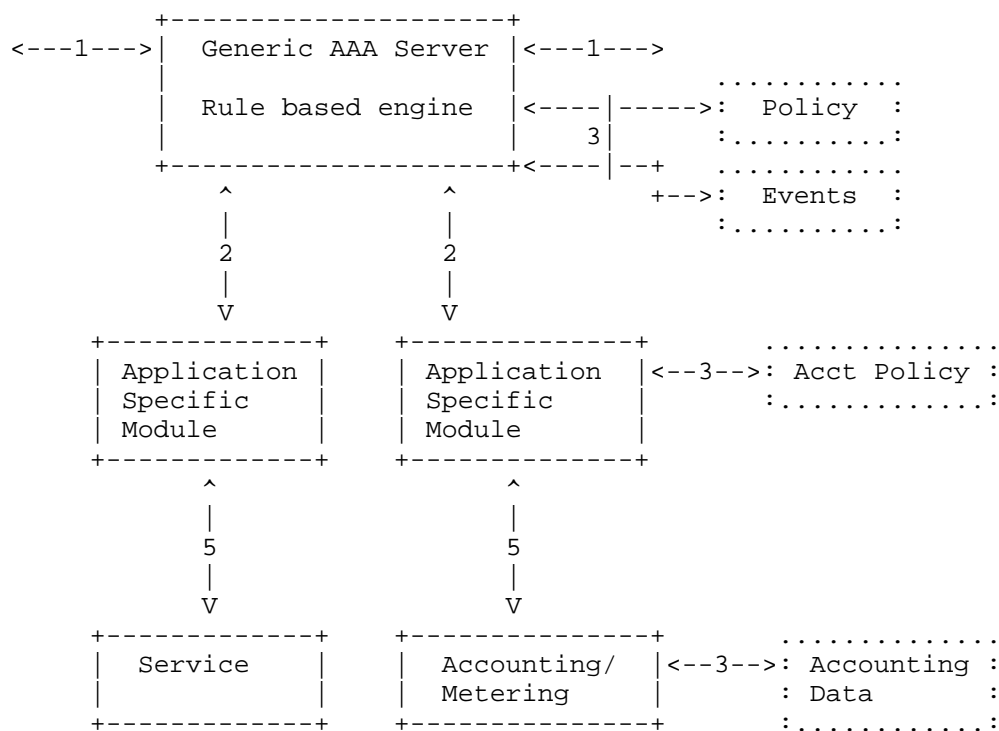 <---1--->| Generic AAA Server |<---1--->
Rule based engine |<----|----->: Policy :
3|
+<----|--+
+-->: Events :
^ ^
2 2
V V
Application Application |<--3-->: Acct Policy :
Specific Specific
Module Module
^ ^
5 5
V V
Service Accounting/ |<--3-->: Accounting :
Metering : Data :